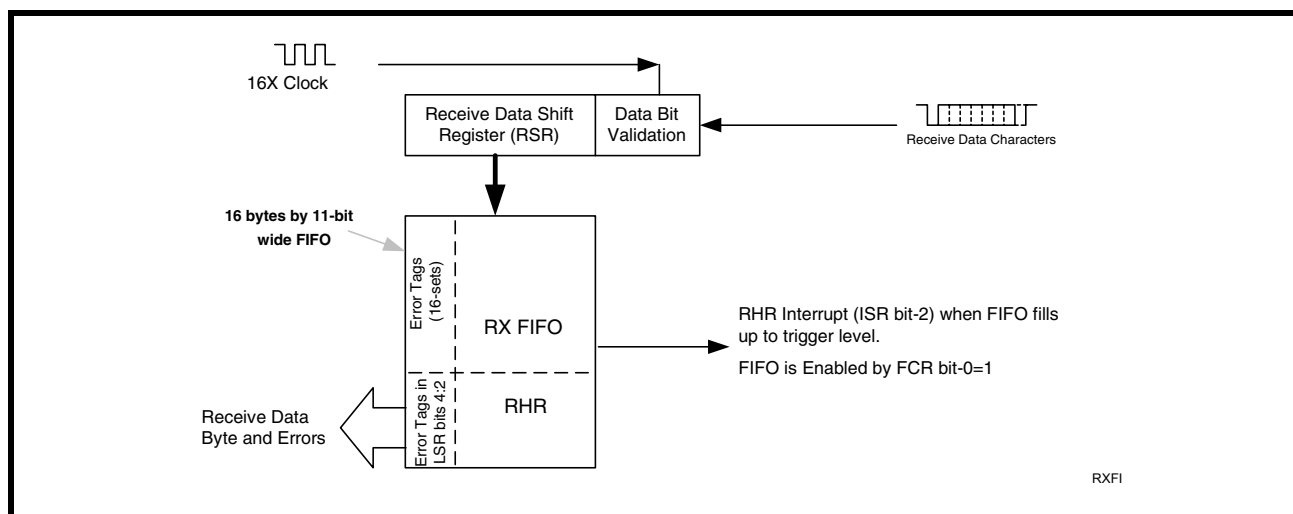 16X Clock
Receive Data Shift
Register (RSR)
Data Bit
Validation
Receive Data Characters
16 bytes by 11-bit
wide FIFO
Error Tags
(16-sets)
RX FIFO
RHR Interrupt (ISR bit-2) when FIFO fills
up to trigger level.
FIFO is Enabled by FCR bit-0=1
Error Tags in
LSR bits 4:2
RHR
Receive Data
Byte and Errors
RXFI